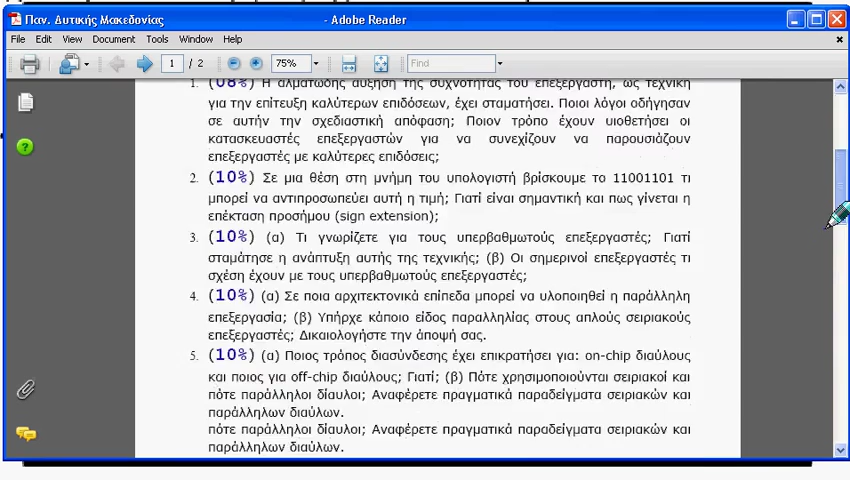 Παν. Δυτικής Μακεδονίας - Adobe Reader
File Edit View Document Tools Window Help
1 / 2 75% Find
1. (08%) Η αλματώδης αύξηση της συχνότητας του επεξεργαστή, ως τεχνική
για την επίτευξη καλύτερων επιδόσεων, έχει σταματήσει. Ποιοι λόγοι οδήγησαν
σε αυτήν την σχεδιαστική απόφαση; Ποιον τρόπο έχουν υιοθετήσει οι
κατασκευαστές επεξεργαστών για να συνεχίζουν να παρουσιάζουν
επεξεργαστές με καλύτερες επιδόσεις;
2. (10%) Σε μια θέση στη μνήμη του υπολογιστή βρίσκουμε το 11001101 τι
μπορεί να αντιπροσωπεύει αυτή η τιμή; Γιατί είναι σημαντική και πως γίνεται η
επέκταση προσήμου (sign extension);
3. (10%) (α) Τι γνωρίζετε για τους υπερβαθμωτούς επεξεργαστές; Γιατί
σταμάτησε η ανάπτυξη αυτής της τεχνικής; (β) Οι σημερινοί επεξεργαστές τι
σχέση έχουν με τους υπερβαθμωτούς επεξεργαστές;
4. (10%) (α) Σε ποια αρχιτεκτονικά επίπεδα μπορεί να υλοποιηθεί η παράλληλη
επεξεργασία; (β) Υπήρχε κάποιο είδος παραλληλίας στους απλούς σειριακούς
επεξεργαστές; Δικαιολογήστε την άποψή σας.
5. (10%) (α) Ποιος τρόπος διασύνδεσης έχει επικρατήσει για: on-chip διαύλους
και ποιος για off-chip διαύλους; Γιατί; (β) Πότε χρησιμοποιούνται σειριακοί και
πότε παράλληλοι δίαυλοι; Αναφέρετε πραγματικά παραδείγματα σειριακών και
παράλληλων διαύλων.
πότε παράλληλοι δίαυλοι; Αναφέρετε πραγματικά παραδείγματα σειριακών και
παράλληλων διαύλων.